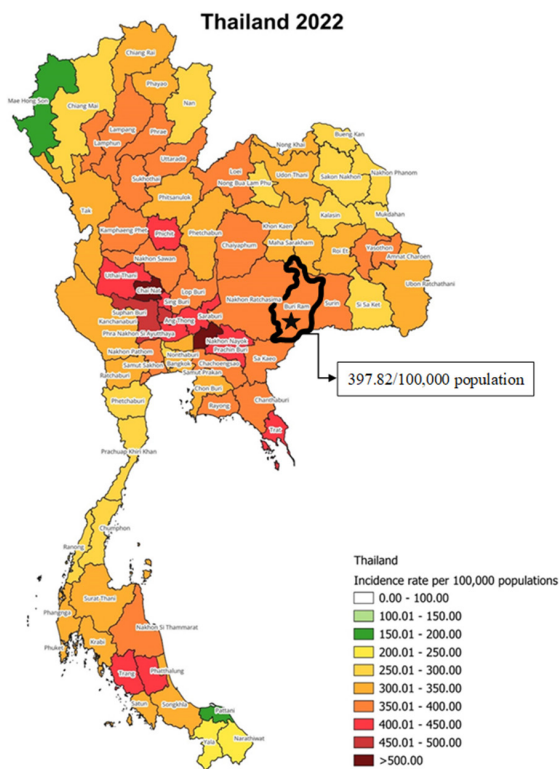 Thailand 2022
Chiang Rai
Mae Hong Son
Chiang Mai
Phayao
Nan
Lampang
Lamphun
Phrae
Uttaradit
Sukhothai
Tak
Phitsanulok
Loei
Nong Bua Lam Phu
Nong Khai
Udon Thani
Bueng Kan
Sakon Nakhon
Nakhon Phanom
Kalasin
Mukdahan
Khon Kaen
Maha Sarakham
Roi Et
Yasothon
Amnat Charoen
Ubon Ratchathani
Kamphaeng Phet
Phichit
Phetchabun
Chaiyaphum
Nakhon Sawan
Uthai Thani
Chai Nat
Sing Buri
Lop Buri
Nakhon Ratchasima
Buri Ram
Surin
Si Sa Ket
Suphan Buri
Kanchanaburi
Ang Thong
Saraburi
Phra Nakhon Si Ayutthaya
Nakhon Nayok
Prachin Buri
Nakhon Pathom
Nonthaburi
Bangkok
Samut Sakhon
Samut Prakan
Chachoengsao
Sa Kaeo
Ratchaburi
Chon Buri
Phetchaburi
Rayong
Chanthaburi
Trat
397.82/100,000 population
Prachuap Khiri Khan
Chumphon
Ranong
Surat Thani
Phangnga
Phuket
Krabi
Nakhon Si Thammarat
Trang
Phatthalung
Satun
Songkhla
Pattani
Yala
Narathiwat
Thailand
Incidence rate per 100,000 populations
0.00 - 100.00
100.01 - 150.00
150.01 - 200.00
200.01 - 250.00
250.01 - 300.00
300.01 - 350.00
350.01 - 400.00
400.01 - 450.00
450.01 - 500.00
>500.00